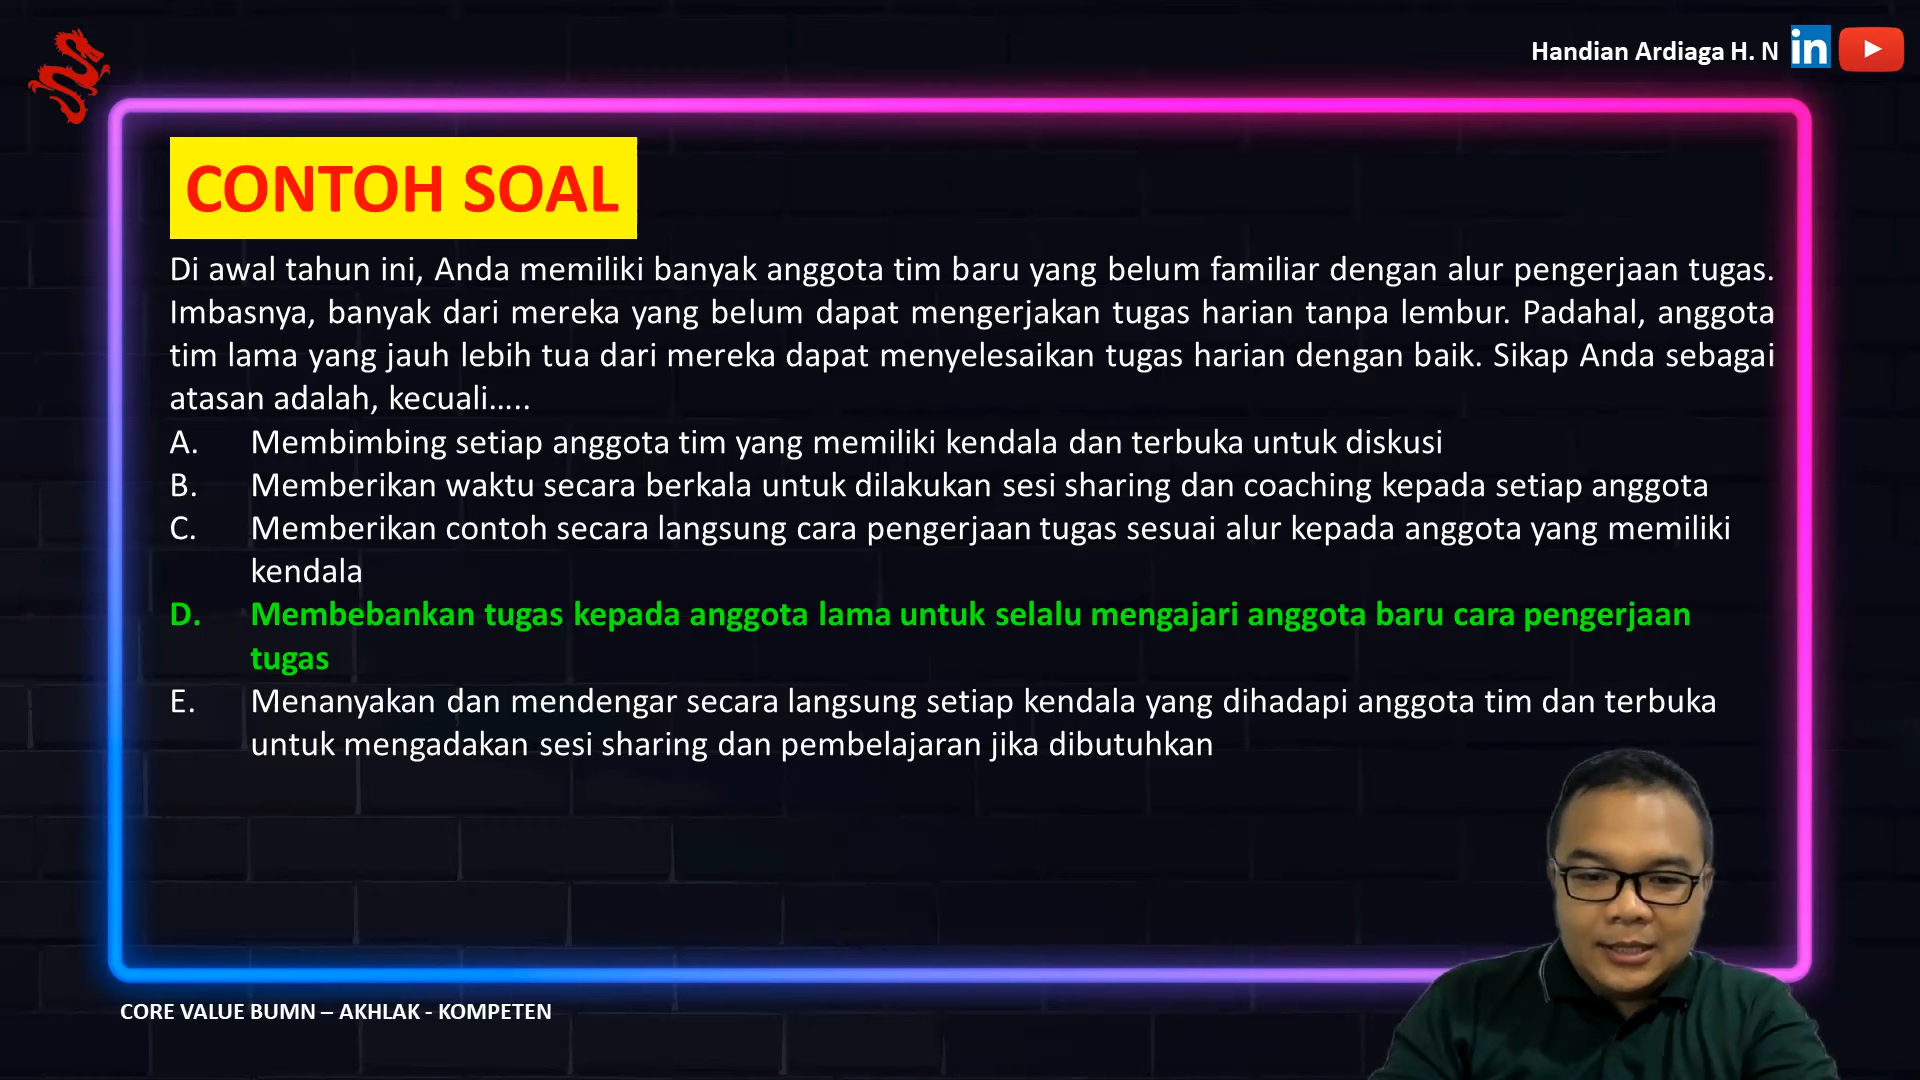 Handian Ardiaga H. N in
CONTOH SOAL
Di awal tahun ini, Anda memiliki banyak anggota tim baru yang belum familiar dengan alur pengerjaan tugas.
Imbasnya, banyak dari mereka yang belum dapat mengerjakan tugas harian tanpa lembur. Padahal, anggota
tim lama yang jauh lebih tua dari mereka dapat menyelesaikan tugas harian dengan baik. Sikap Anda sebagai
atasan adalah, kecuali…..
A. Membimbing setiap anggota tim yang memiliki kendala dan terbuka untuk diskusi
B. Memberikan waktu secara berkala untuk dilakukan sesi sharing dan coaching kepada setiap anggota
C. Memberikan contoh secara langsung cara pengerjaan tugas sesuai alur kepada anggota yang memiliki
kendala
D. Membebankan tugas kepada anggota lama untuk selalu mengajari anggota baru cara pengerjaan
tugas
E. Menanyakan dan mendengar secara langsung setiap kendala yang dihadapi anggota tim dan terbuka
untuk mengadakan sesi sharing dan pembelajaran jika dibutuhkan
CORE VALUE BUMN – AKHLAK - KOMPETEN